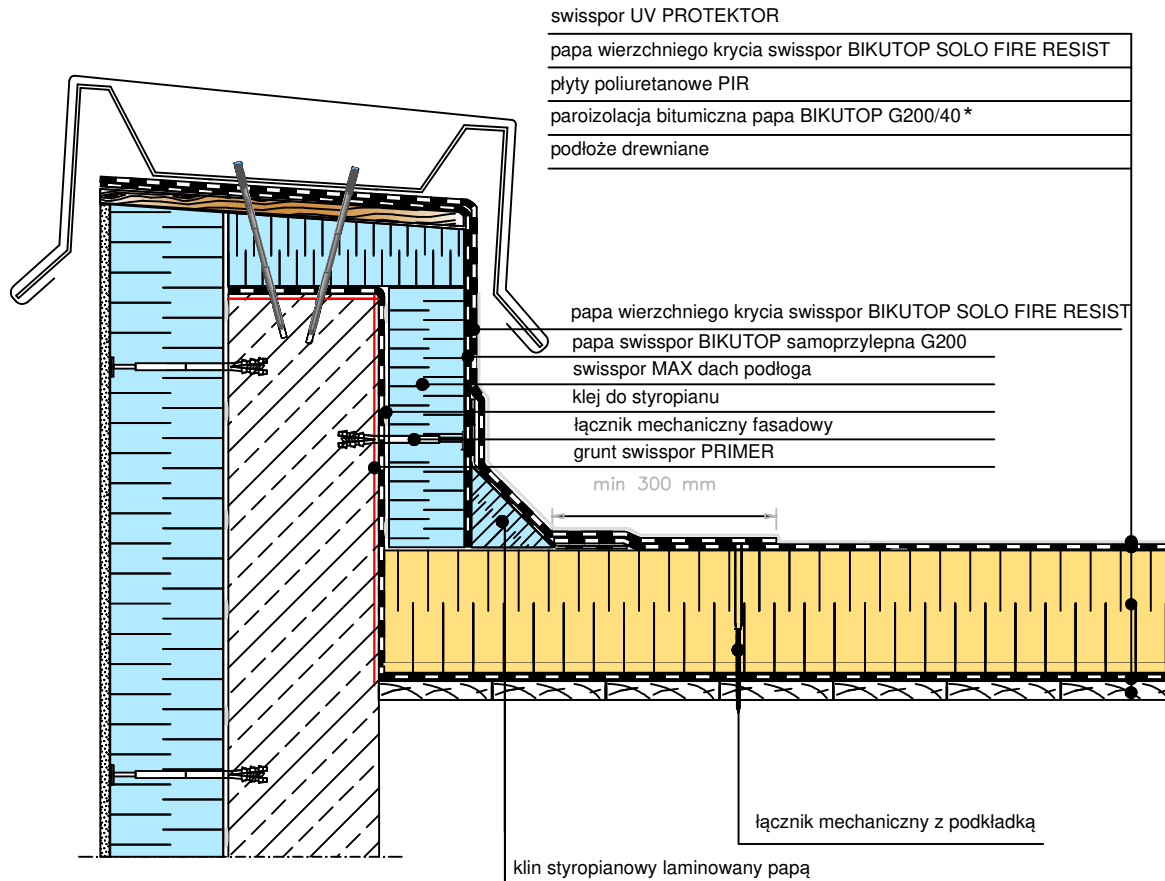 swisspor UV PROTEKTOR
papa wierzchniego krycia swisspor BIKUTOP SOLO FIRE RESIST
płyty poliuretanowe PIR
paroizolacja bitumiczna papa BIKUTOP G200/40*
podłoże drewniane
papa wierzchniego krycia swisspor BIKUTOP SOLO FIRE RESIST
papa swisspor BIKUTOP samoprzylepna G200
swisspor MAX dach podłoga
klej do styropianu
łącznik mechaniczny fasadowy
grunt swisspor PRIMER
min 300 mm
łącznik mechaniczny z podkładką
klin styropianowy laminowany papą